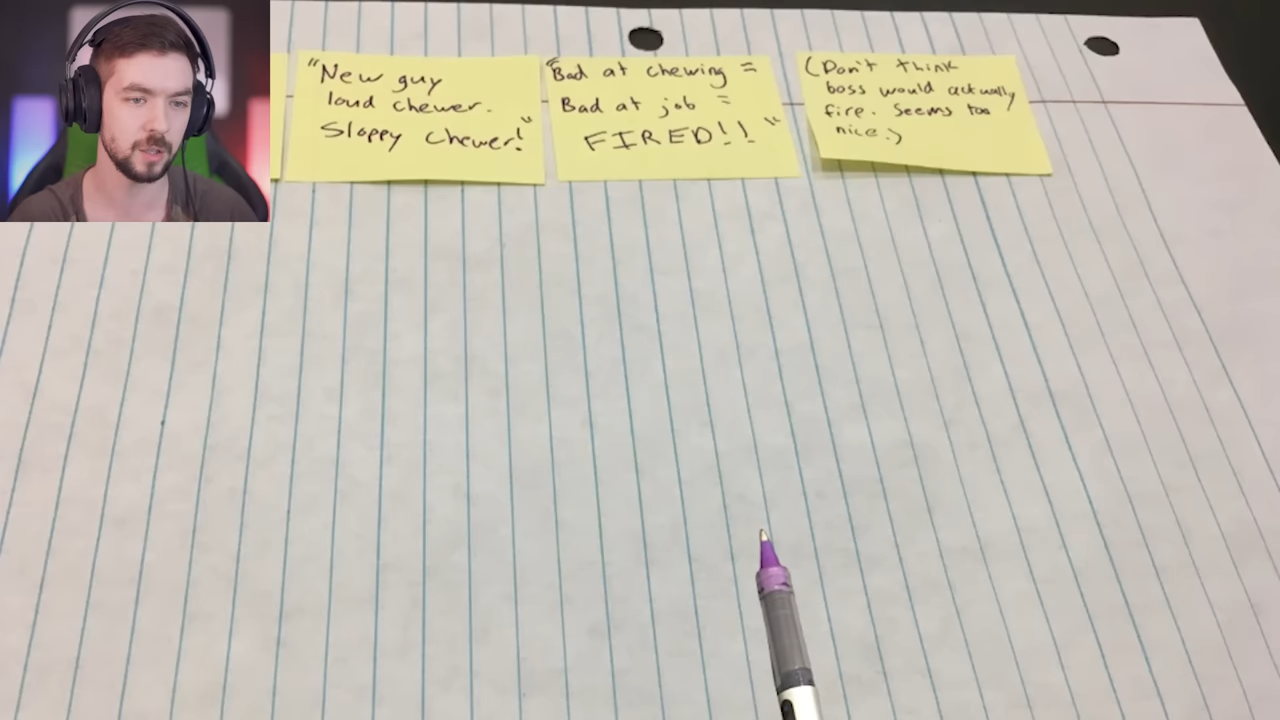 "New guy
loud chewer.
Sloppy chewer!"
"Bad at chewing =
Bad at job =
FIRED!!"
(Don't think
boss would actually
fire. Seems too
nice.)